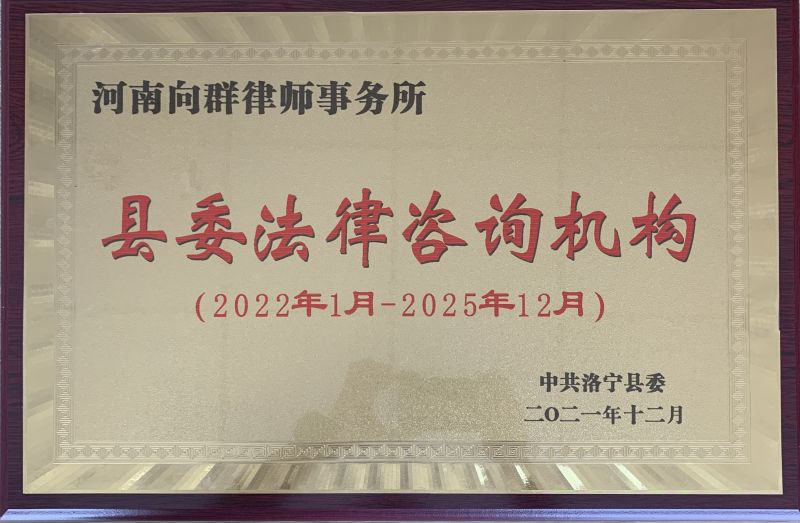 河南向群律师事务所
县委法律咨询机构
(2022年1月-2025年12月)
中共洛宁县委
二O二一年十二月